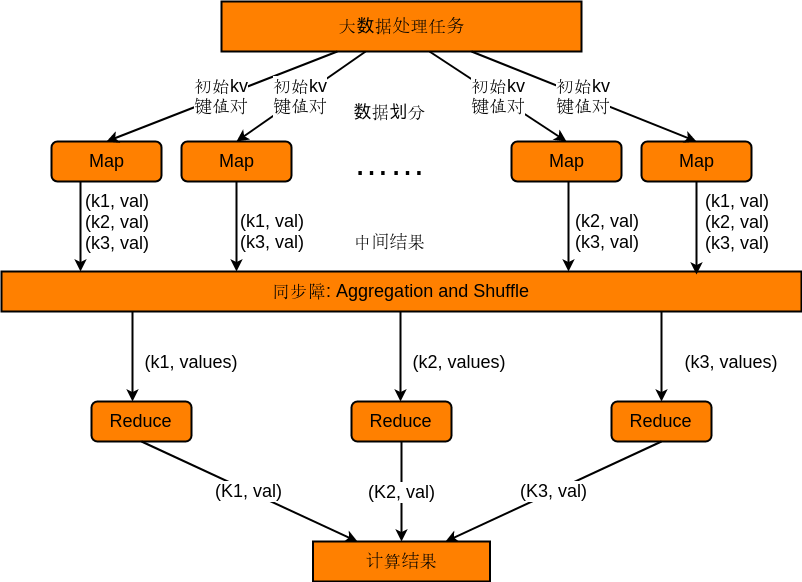 大数据处理任务
初始kv
键值对
初始kv
键值对
初始kv
键值对
初始kv
键值对
数据划分
Map
Map
······
Map
Map
(k1, val)
(k2, val)
(k3, val)
(k1, val)
(k3, val)
(k2, val)
(k3, val)
(k1, val)
(k2, val)
(k3, val)
中间结果
同步障: Aggregation and Shuffle
(k1, values)
(k2, values)
(k3, values)
Reduce
Reduce
Reduce
(K1, val)
(K2, val)
(K3, val)
计算结果